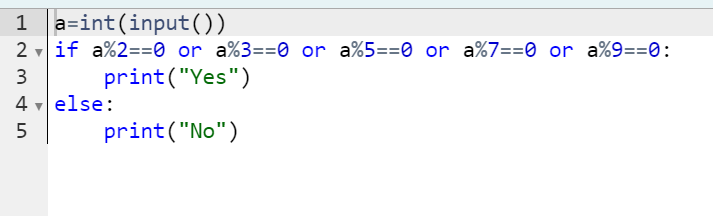 1 a=int(input())
2 if a%2==0 or a%3==0 or a%5==0 or a%7==0 or a%9==0:
3     print("Yes")
4 else:
5     print("No")